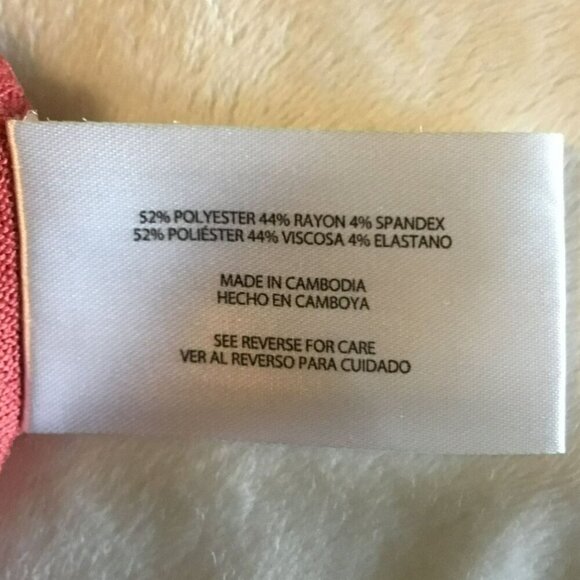 52% POLYESTER 44% RAYON 4% SPANDEX
52% POLIÉSTER 44% VISCOSA 4% ELASTANO
MADE IN CAMBODIA
HECHO EN CAMBOYA
SEE REVERSE FOR CARE
VER AL REVERSO PARA CUIDADO